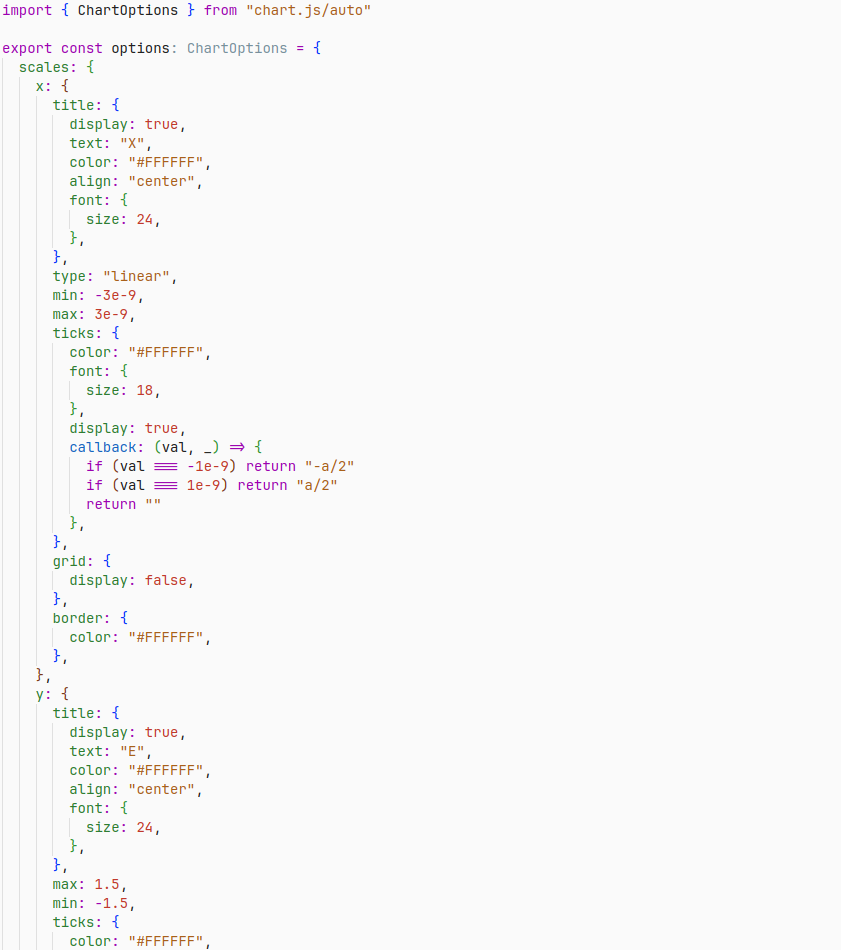 import { ChartOptions } from "chart.js/auto"

export const options: ChartOptions = {
  scales: {
    x: {
      title: {
        display: true,
        text: "X",
        color: "#FFFFFF",
        align: "center",
        font: {
          size: 24,
        },
      },
      type: "linear",
      min: -3e-9,
      max: 3e-9,
      ticks: {
        color: "#FFFFFF",
        font: {
          size: 18,
        },
        display: true,
        callback: (val, _) => {
          if (val === -1e-9) return "-a/2"
          if (val === 1e-9) return "a/2"
          return ""
        },
      },
      grid: {
        display: false,
      },
      border: {
        color: "#FFFFFF",
      },
    },
    y: {
      title: {
        display: true,
        text: "E",
        color: "#FFFFFF",
        align: "center",
        font: {
          size: 24,
        },
      },
      max: 1.5,
      min: -1.5,
      ticks: {
        color: "#FFFFFF",